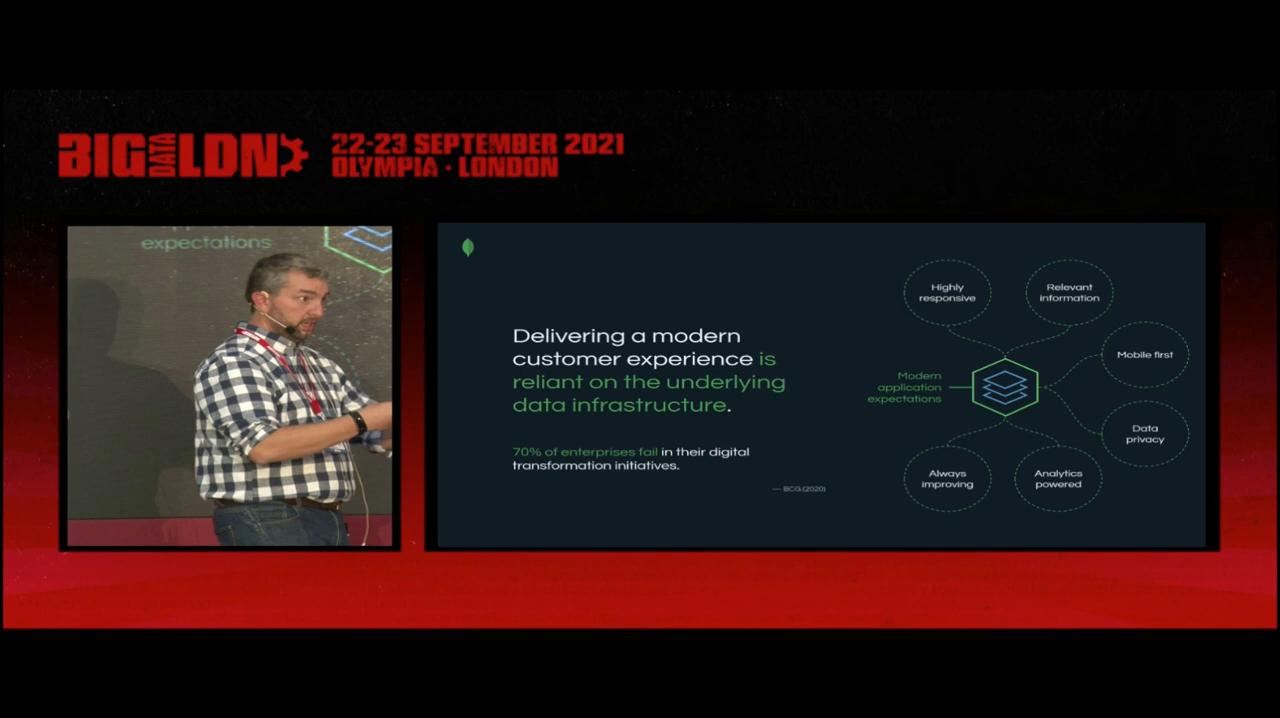 BIG DATA LDN
22-23 SEPTEMBER 2021
OLYMPIA · LONDON
expectations
Delivering a modern
customer experience is
reliant on the underlying
data infrastructure.
70% of enterprises fail in their digital
transformation initiatives.
— BCG (2020)
Highly
responsive
Relevant
information
Mobile first
Modern
application
expectations
Data
privacy
Always
improving
Analytics
powered